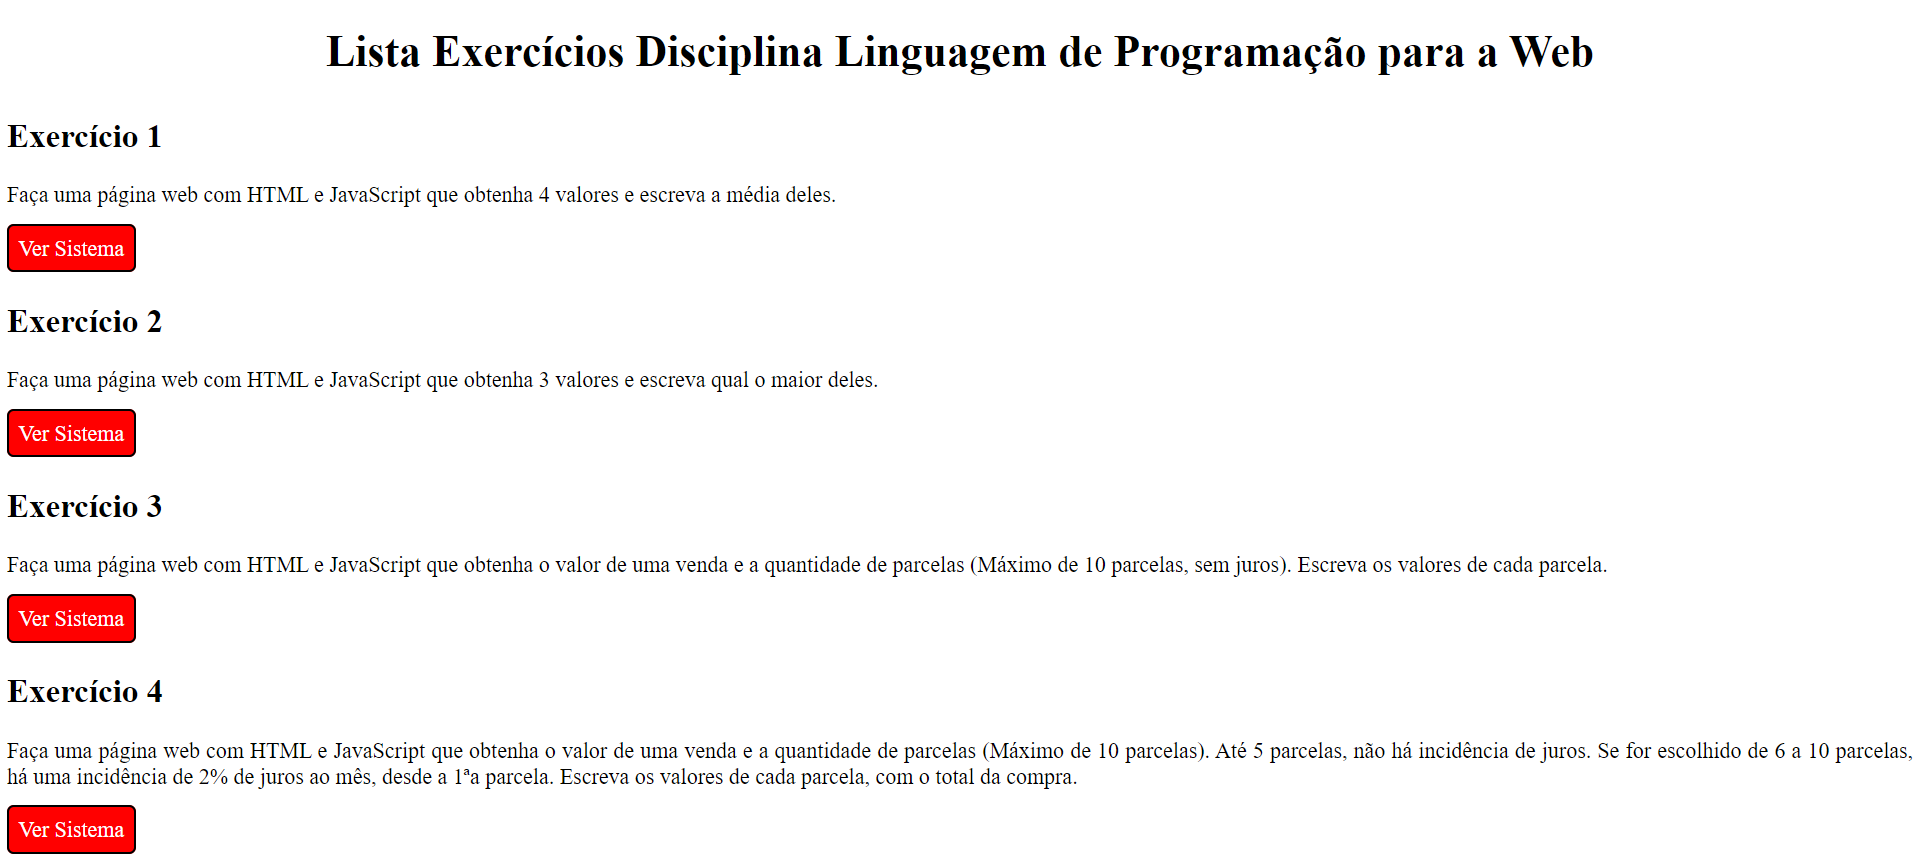 Lista Exercícios Disciplina Linguagem de Programação para a Web
Exercício 1
Faça uma página web com HTML e JavaScript que obtenha 4 valores e escreva a média deles.
Ver Sistema
Exercício 2
Faça uma página web com HTML e JavaScript que obtenha 3 valores e escreva qual o maior deles.
Ver Sistema
Exercício 3
Faça uma página web com HTML e JavaScript que obtenha o valor de uma venda e a quantidade de parcelas (Máximo de 10 parcelas, sem juros). Escreva os valores de cada parcela.
Ver Sistema
Exercício 4
Faça uma página web com HTML e JavaScript que obtenha o valor de uma venda e a quantidade de parcelas (Máximo de 10 parcelas). Até 5 parcelas, não há incidência de juros. Se for escolhido de 6 a 10 parcelas,
há uma incidência de 2% de juros ao mês, desde a 1ªa parcela. Escreva os valores de cada parcela, com o total da compra.
Ver Sistema